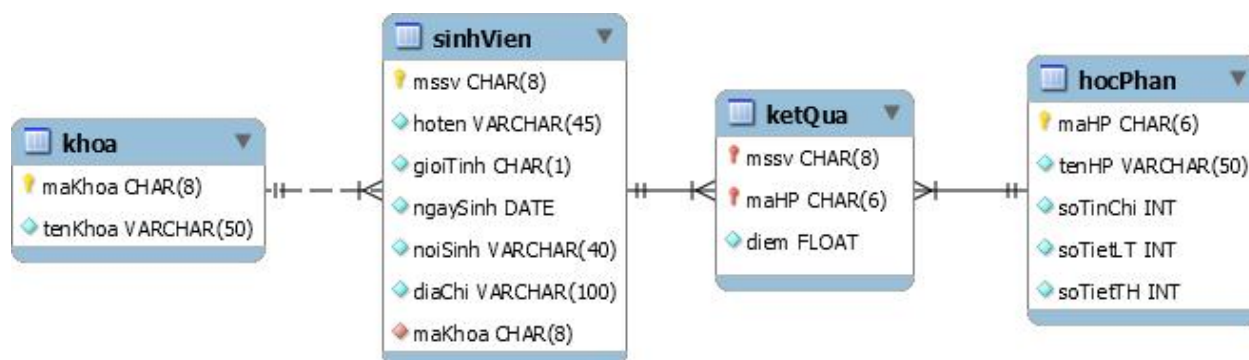 khoa
maKhoa CHAR(8)
tenKhoa VARCHAR(50)
sinhVien
mssv CHAR(8)
hoten VARCHAR(45)
gioiTinh CHAR(1)
ngaySinh DATE
noiSinh VARCHAR(40)
diaChi VARCHAR(100)
maKhoa CHAR(8)
ketQua
mssv CHAR(8)
maHP CHAR(6)
diem FLOAT
hocPhan
maHP CHAR(6)
tenHP VARCHAR(50)
soTinChi INT
soTietLT INT
soTietTH INT